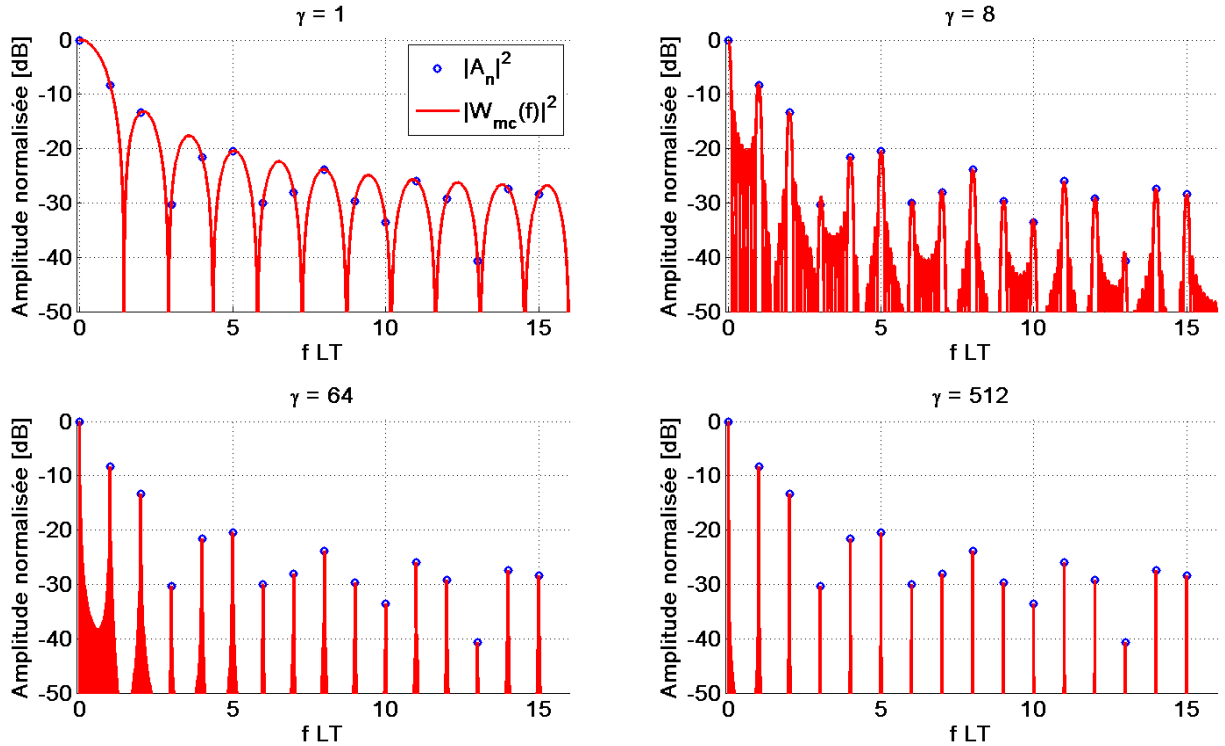 γ = 1
Amplitude normalisée [dB]
0
-10
-20
-30
-40
-50
0 5 10 15
f LT
|A_n|^2
|W_mc(f)|^2
γ = 8
Amplitude normalisée [dB]
0
-10
-20
-30
-40
-50
0 5 10 15
f LT
γ = 64
Amplitude normalisée [dB]
0
-10
-20
-30
-40
-50
0 5 10 15
f LT
γ = 512
Amplitude normalisée [dB]
0
-10
-20
-30
-40
-50
0 5 10 15
f LT